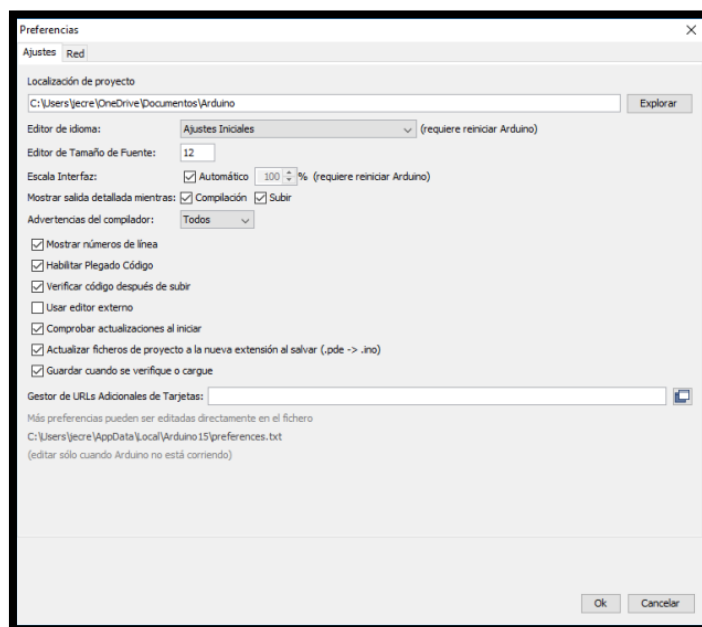 Preferencias
Ajustes Red
Localización de proyecto
C:\Users\jecre\OneDrive\Documentos\Arduino Explorar
Editor de idioma: Ajustes Iniciales (requiere reiniciar Arduino)
Editor de Tamaño de Fuente: 12
Escala Interfaz: Automático 100 % (requiere reiniciar Arduino)
Mostrar salida detallada mientras: Compilación Subir
Advertencias del compilador: Todos
Mostrar números de línea
Habilitar Plegado Código
Verificar código después de subir
Usar editor externo
Comprobar actualizaciones al iniciar
Actualizar ficheros de proyecto a la nueva extensión al salvar (.pde -> .ino)
Guardar cuando se verifique o cargue
Gestor de URLs Adicionales de Tarjetas:
Más preferencias pueden ser editadas directamente en el fichero
C:\Users\jecre\AppData\Local\Arduino15\preferences.txt
(editar sólo cuando Arduino no está corriendo)
Ok Cancelar